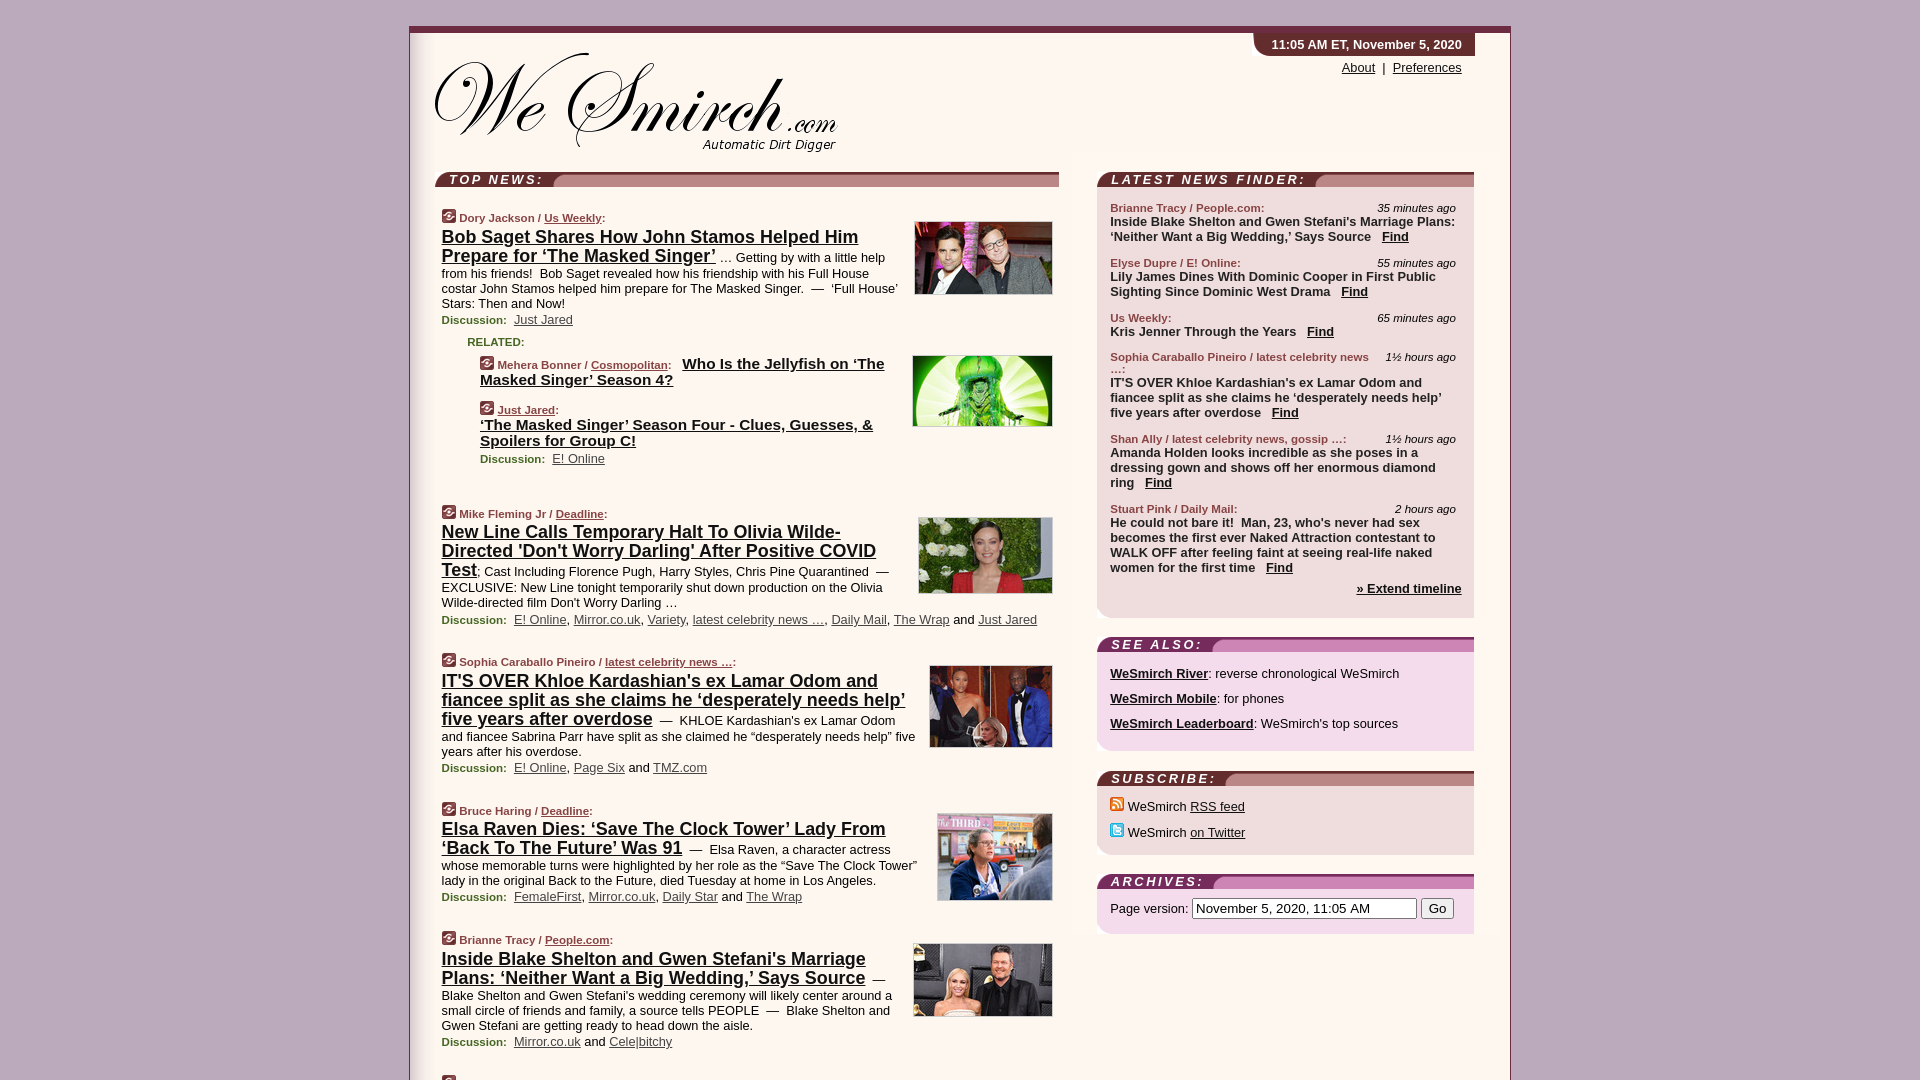 11:05 AM ET, November 5, 2020
About | Preferences
We Smirch .com
Automatic Dirt Digger
TOP NEWS:
Dory Jackson / Us Weekly:
Bob Saget Shares How John Stamos Helped Him
Prepare for ‘The Masked Singer’ … Getting by with a little help
from his friends!  Bob Saget revealed how his friendship with his Full House
costar John Stamos helped him prepare for The Masked Singer.  —  ‘Full House’
Stars: Then and Now!
Discussion: Just Jared
RELATED:
Mehera Bonner / Cosmopolitan: Who Is the Jellyfish on ‘The
Masked Singer’ Season 4?
Just Jared:
‘The Masked Singer’ Season Four - Clues, Guesses, &
Spoilers for Group C!
Discussion: E! Online
Mike Fleming Jr / Deadline:
New Line Calls Temporary Halt To Olivia Wilde-
Directed 'Don't Worry Darling' After Positive COVID
Test; Cast Including Florence Pugh, Harry Styles, Chris Pine Quarantined  —
EXCLUSIVE: New Line tonight temporarily shut down production on the Olivia
Wilde-directed film Don't Worry Darling …
Discussion: E! Online, Mirror.co.uk, Variety, latest celebrity news …, Daily Mail, The Wrap and Just Jared
Sophia Caraballo Pineiro / latest celebrity news …:
IT'S OVER Khloe Kardashian's ex Lamar Odom and
fiancee split as she claims he ‘desperately needs help’
five years after overdose  —  KHLOE Kardashian's ex Lamar Odom
and fiancee Sabrina Parr have split as she claimed he “desperately needs help” five
years after his overdose.
Discussion: E! Online, Page Six and TMZ.com
Bruce Haring / Deadline:
Elsa Raven Dies: ‘Save The Clock Tower’ Lady From
‘Back To The Future’ Was 91  —  Elsa Raven, a character actress
whose memorable turns were highlighted by her role as the “Save The Clock Tower”
lady in the original Back to the Future, died Tuesday at home in Los Angeles.
Discussion: FemaleFirst, Mirror.co.uk, Daily Star and The Wrap
Brianne Tracy / People.com:
Inside Blake Shelton and Gwen Stefani's Marriage
Plans: ‘Neither Want a Big Wedding,’ Says Source  —
Blake Shelton and Gwen Stefani's wedding ceremony will likely center around a
small circle of friends and family, a source tells PEOPLE  —  Blake Shelton and
Gwen Stefani are getting ready to head down the aisle.
Discussion: Mirror.co.uk and Cele|bitchy
LATEST NEWS FINDER:
Brianne Tracy / People.com: 35 minutes ago
Inside Blake Shelton and Gwen Stefani's Marriage Plans:
‘Neither Want a Big Wedding,’ Says Source Find
Elyse Dupre / E! Online: 55 minutes ago
Lily James Dines With Dominic Cooper in First Public
Sighting Since Dominic West Drama Find
Us Weekly: 65 minutes ago
Kris Jenner Through the Years Find
Sophia Caraballo Pineiro / latest celebrity news 1½ hours ago
…:
IT'S OVER Khloe Kardashian's ex Lamar Odom and
fiancee split as she claims he ‘desperately needs help’
five years after overdose Find
Shan Ally / latest celebrity news, gossip …: 1½ hours ago
Amanda Holden looks incredible as she poses in a
dressing gown and shows off her enormous diamond
ring Find
Stuart Pink / Daily Mail: 2 hours ago
He could not bare it!  Man, 23, who's never had sex
becomes the first ever Naked Attraction contestant to
WALK OFF after feeling faint at seeing real-life naked
women for the first time Find
» Extend timeline
SEE ALSO:
WeSmirch River: reverse chronological WeSmirch
WeSmirch Mobile: for phones
WeSmirch Leaderboard: WeSmirch's top sources
SUBSCRIBE:
WeSmirch RSS feed
WeSmirch on Twitter
ARCHIVES:
Page version: November 5, 2020, 11:05 AM Go